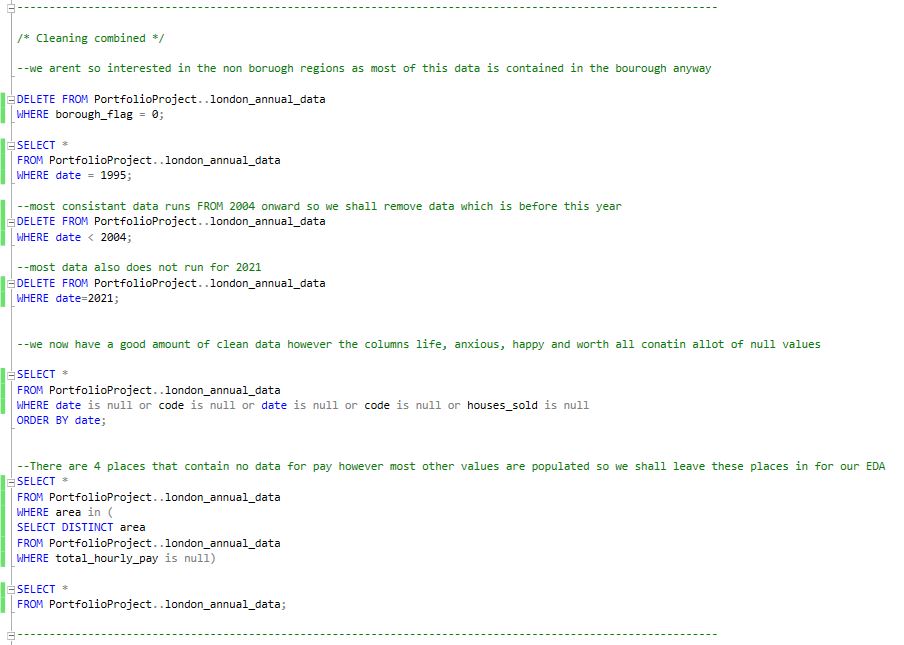 /* Cleaning combined */
--we arent so interested in the non boruogh regions as most of this data is contained in the bourough anyway
DELETE FROM PortfolioProject..london_annual_data
WHERE borough_flag = 0;
SELECT *
FROM PortfolioProject..london_annual_data
WHERE date = 1995;
--most consistant data runs FROM 2004 onward so we shall remove data which is before this year
DELETE FROM PortfolioProject..london_annual_data
WHERE date < 2004;
--most data also does not run for 2021
DELETE FROM PortfolioProject..london_annual_data
WHERE date=2021;
--we now have a good amount of clean data however the columns life, anxious, happy and worth all conatin allot of null values
SELECT *
FROM PortfolioProject..london_annual_data
WHERE date is null or code is null or date is null or code is null or houses_sold is null
ORDER BY date;
--There are 4 places that contain no data for pay however most other values are populated so we shall leave these places in for our EDA
SELECT *
FROM PortfolioProject..london_annual_data
WHERE area in (
SELECT DISTINCT area
FROM PortfolioProject..london_annual_data
WHERE total_hourly_pay is null)
SELECT *
FROM PortfolioProject..london_annual_data;